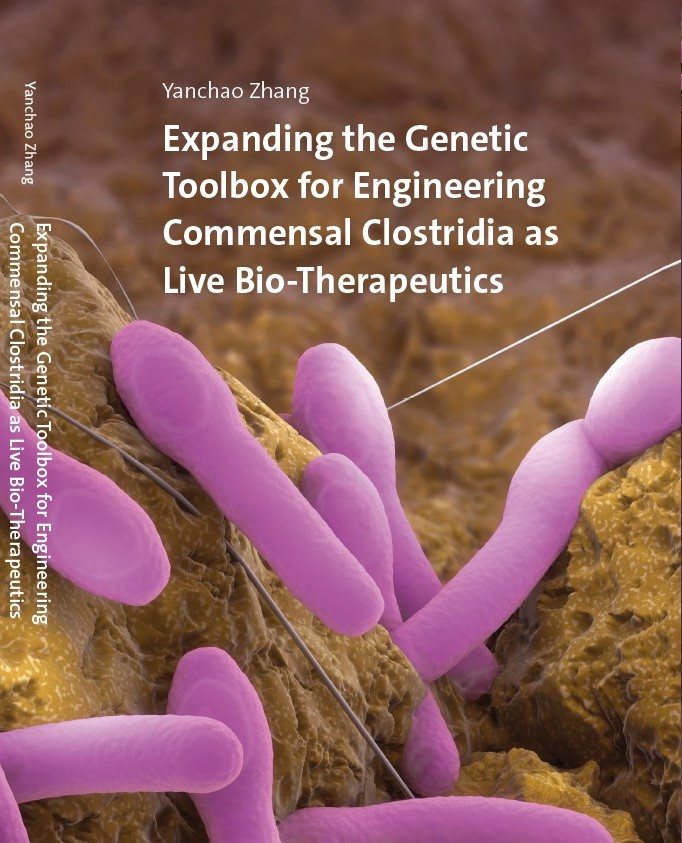 Yanchao Zhang
Expanding the Genetic
Toolbox for Engineering
Commensal Clostridia as
Live Bio-Therapeutics
Yanchao Zhang
Expanding the Genetic Toolbox for Engineering
Commensal Clostridia as Live Bio-Therapeutics